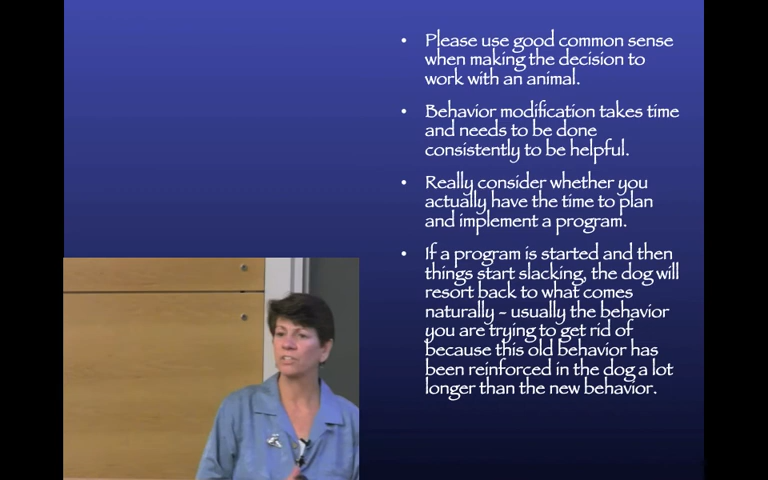 • Please use good common sense
when making the decision to
work with an animal.
• Behavior modification takes time
and needs to be done
consistently to be helpful.
• Really consider whether you
actually have the time to plan
and implement a program.
• If a program is started and then
things start slacking, the dog will
resort back to what comes
naturally - usually the behavior
you are trying to get rid of
because this old behavior has
been reinforced in the dog a lot
longer than the new behavior.